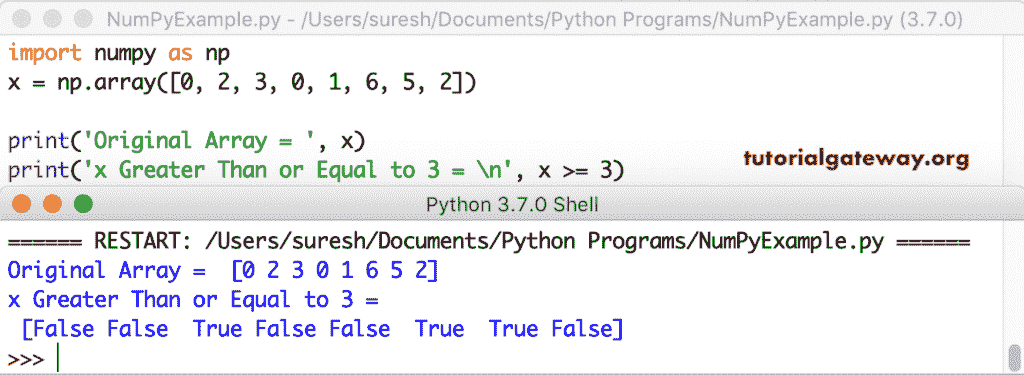 NumPyExample.py - /Users/suresh/Documents/Python Programs/NumPyExample.py (3.7.0)
import numpy as np
x = np.array([0, 2, 3, 0, 1, 6, 5, 2])
print('Original Array = ', x)
print('x Greater Than or Equal to 3 = \n', x >= 3)
tutorialgateway.org
Python 3.7.0 Shell
====== RESTART: /Users/suresh/Documents/Python Programs/NumPyExample.py ======
Original Array =  [0 2 3 0 1 6 5 2]
x Greater Than or Equal to 3 =
 [False False  True False False  True  True False]
>>>